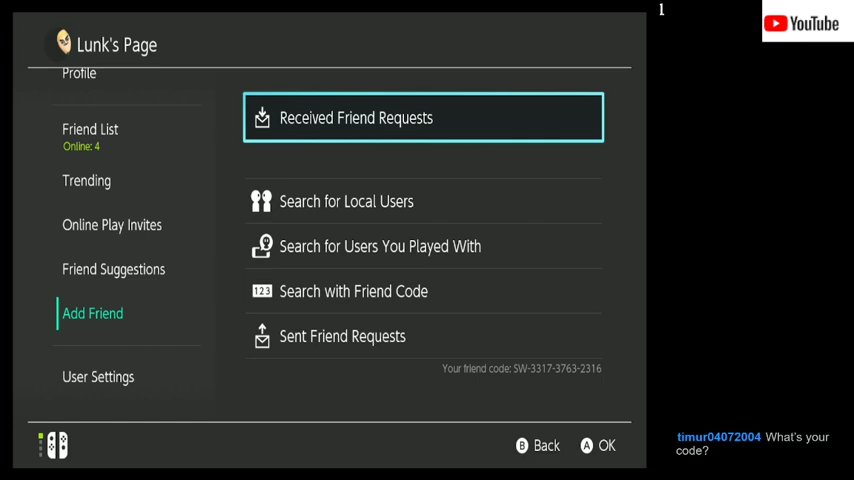 1
YouTube
Lunk's Page
Profile
Friend List
Online: 4
Trending
Online Play Invites
Friend Suggestions
Add Friend
User Settings
Received Friend Requests
Search for Local Users
Search for Users You Played With
123 Search with Friend Code
Sent Friend Requests
Your friend code: SW-3317-3763-2316
B Back A OK
timur04072004 What's your
code?